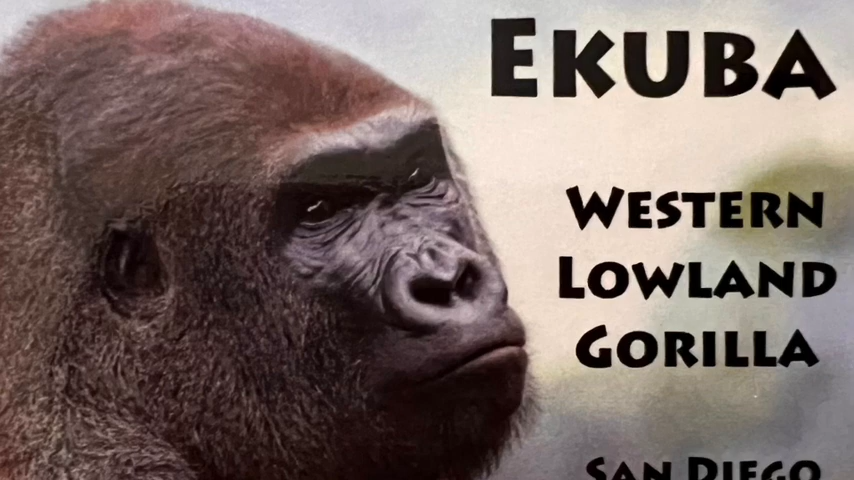 EKUBA
WESTERN
LOWLAND
GORILLA
SAN DIEGO